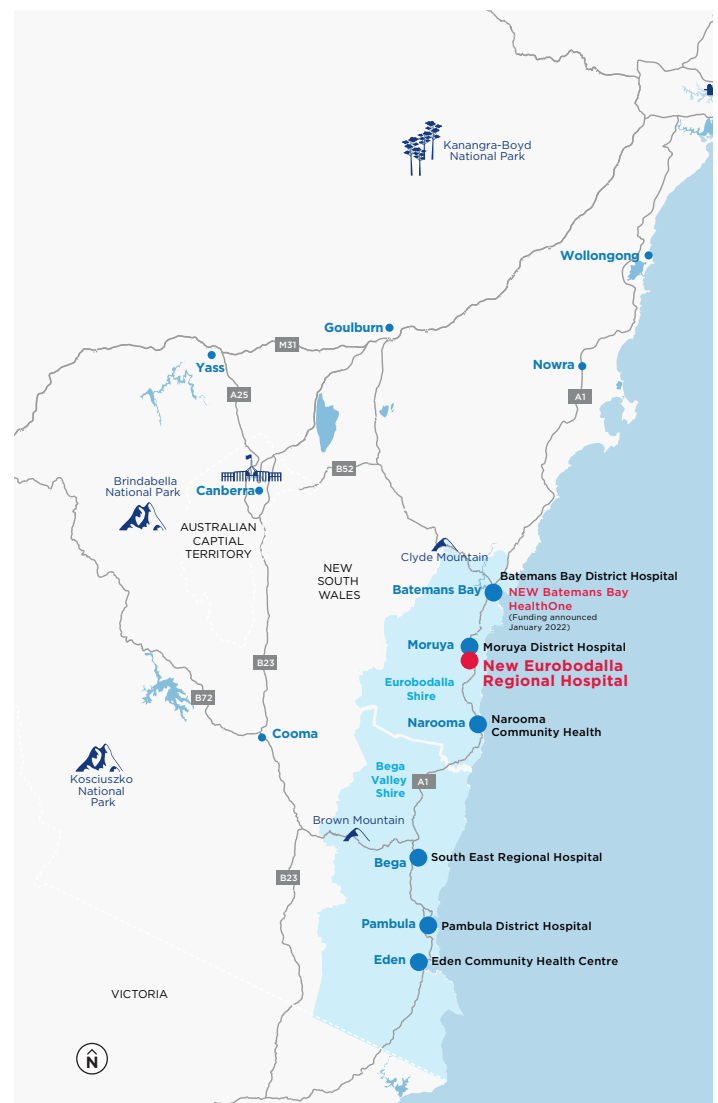 Kanangra-Boyd
National Park
Wollongong
Goulburn
M31
Yass
Nowra
A25
A1
B52
Brindabella
National Park
Canberra
AUSTRALIAN
CAPTIAL
TERRITORY
Clyde Mountain
NEW
SOUTH
WALES
Batemans Bay District Hospital
Batemans Bay
NEW Batemans Bay
HealthOne
(Funding announced
January 2022)
Moruya
Moruya District Hospital
New Eurobodalla
Regional Hospital
B23
Eurobodalla
Shire
B72
Narooma
Narooma
Community Health
Cooma
Bega
Valley
Shire
A1
Kosciuszko
National
Park
Brown Mountain
Bega
South East Regional Hospital
B23
Pambula
Pambula District Hospital
Eden
Eden Community Health Centre
VICTORIA
N